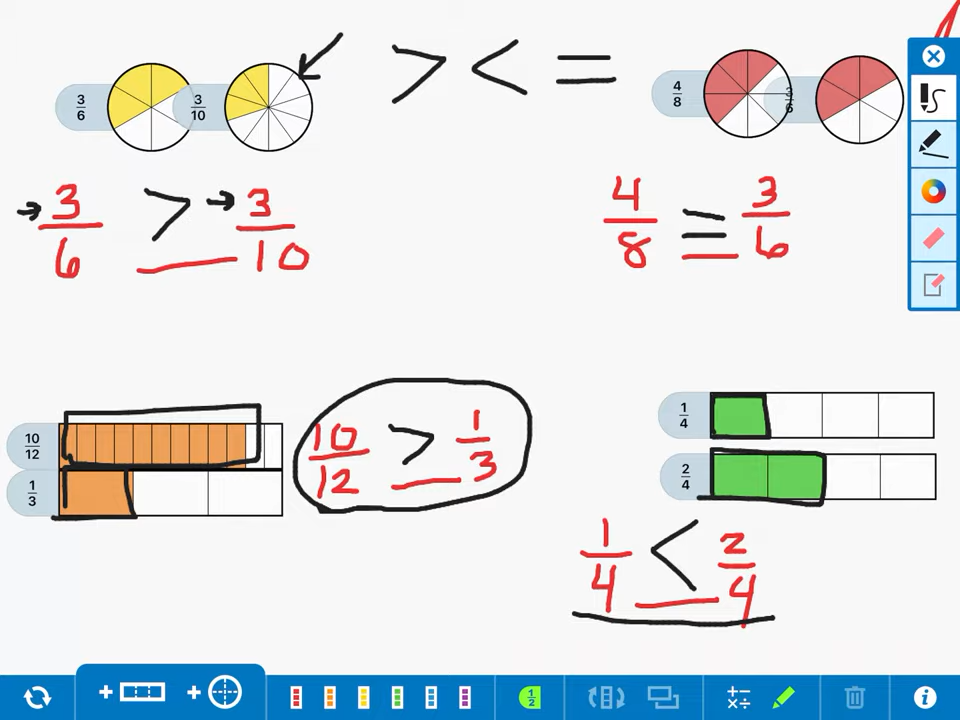 > < =
3/6
3/10
4/8
3/6
3/6 > 3/10
4/8 = 3/6
10/12
1/3
10/12 > 1/3
1/4
2/4
1/4 < 2/4
1/2
i